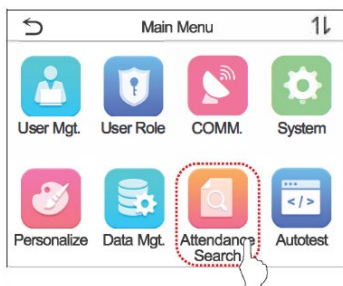 Main Menu
User Mgt.
User Role
COMM.
System
Personalize
Data Mgt.
Attendance
Search
Autotest